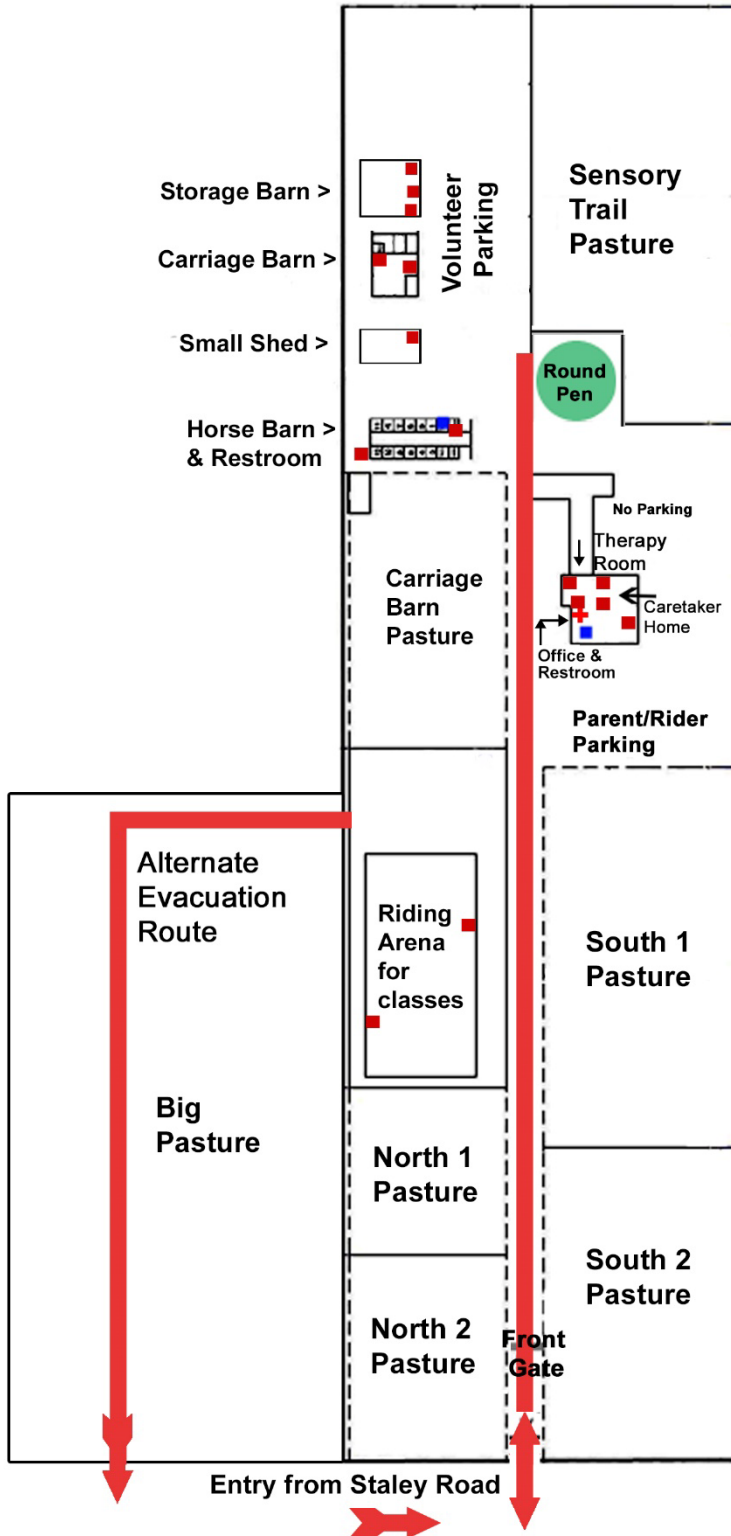 Storage Barn >
Carriage Barn >
Small Shed >
Horse Barn >
& Restroom
Volunteer
Parking
Sensory
Trail
Pasture
Round
Pen
No Parking
Therapy
Room
Caretaker
Home
Office &
Restroom
Parent/Rider
Parking
Carriage
Barn
Pasture
Alternate
Evacuation
Route
Riding
Arena
for
classes
South 1
Pasture
Big
Pasture
North 1
Pasture
South 2
Pasture
North 2
Pasture
Front
Gate
Entry from Staley Road